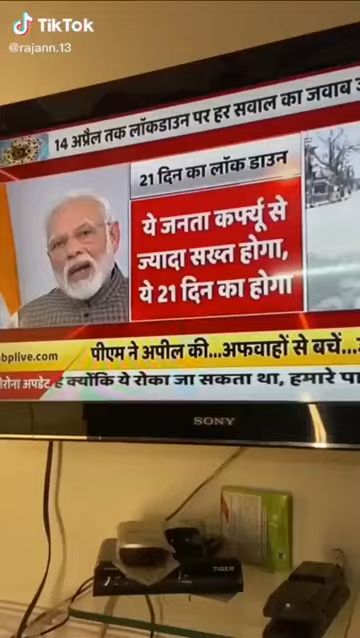 TikTok
@rajann.13
14 अप्रैल तक लॉकडाउन पर हर सवाल का जवाब
21 दिन का लॉक डाउन
ये जनता कर्फ्यू से
ज्यादा सख्त होगा,
ये 21 दिन का होगा
bplive.com
पीएम ने अपील की...अफवाहों से बचें...
रोना अपडेट
है क्योंकि ये रोका जा सकता था, हमारे पा
SONY
TIGER